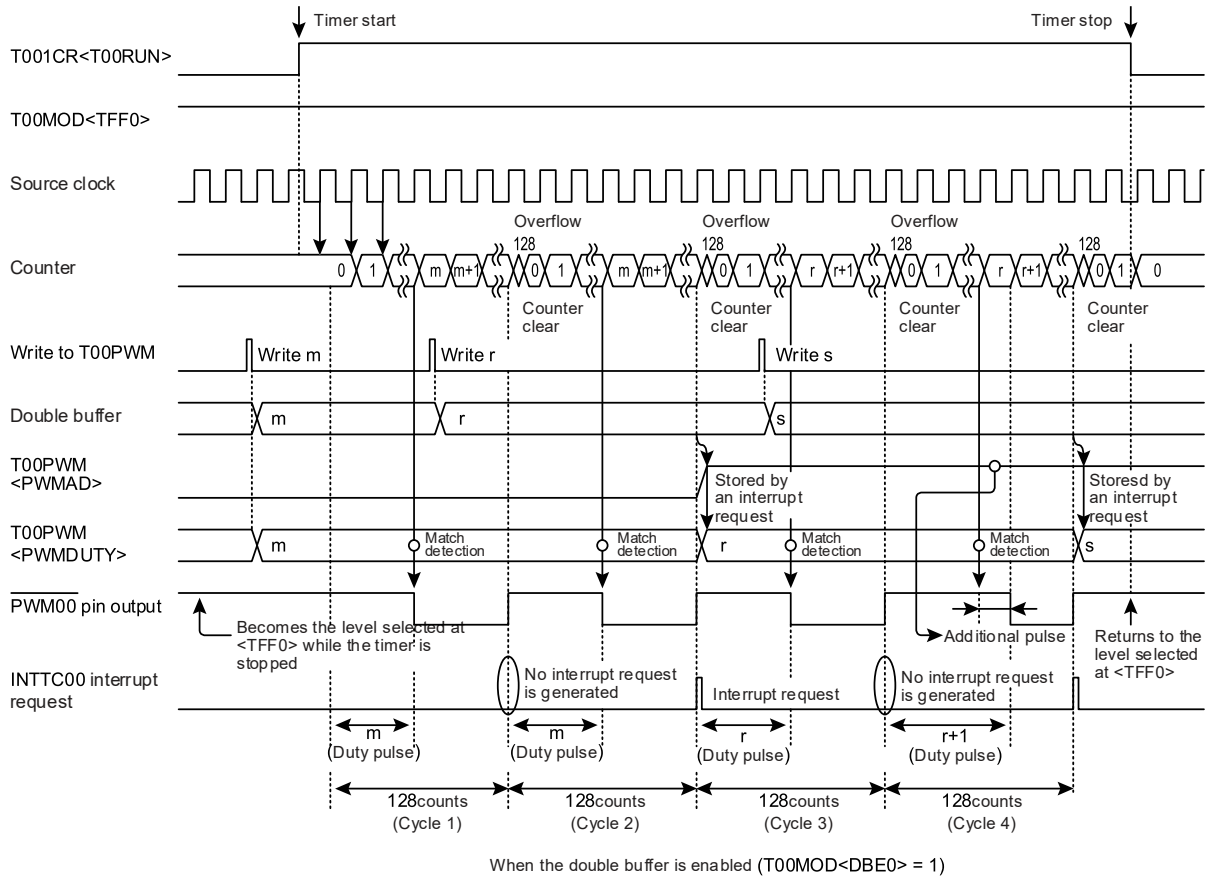 Timer start
Timer stop
T001CR<T00RUN>
T00MOD<TFF0>
Source clock
Overflow
Overflow
Overflow
128
128
128
128
Counter
0
1
m
m+1
0
1
m
m+1
0
1
r
r+1
0
1
r
r+1
0
1
0
Counter
clear
Counter
clear
Counter
clear
Counter
clear
Write to T00PWM
Write m
Write r
Write s
Double buffer
m
r
s
T00PWM
<PWMAD>
Stored by
an interrupt
request
Storesd by
an interrupt
request
T00PWM
<PWMDUTY>
m
Match
detection
Match
detection
r
Match
detection
Match
detection
s
PWM00 pin output
Becomes the level selected at
<TFF0> while the timer is
stopped
Additional pulse
Returns to the
level selected
at <TFF0>
INTTC00 interrupt
request
No interrupt request
is generated
Interrupt request
No interrupt request
is generated
m
(Duty pulse)
m
(Duty pulse)
r
(Duty pulse)
r+1
(Duty pulse)
128counts
(Cycle 1)
128counts
(Cycle 2)
128counts
(Cycle 3)
128counts
(Cycle 4)
When the double buffer is enabled (T00MOD<DBE0> = 1)